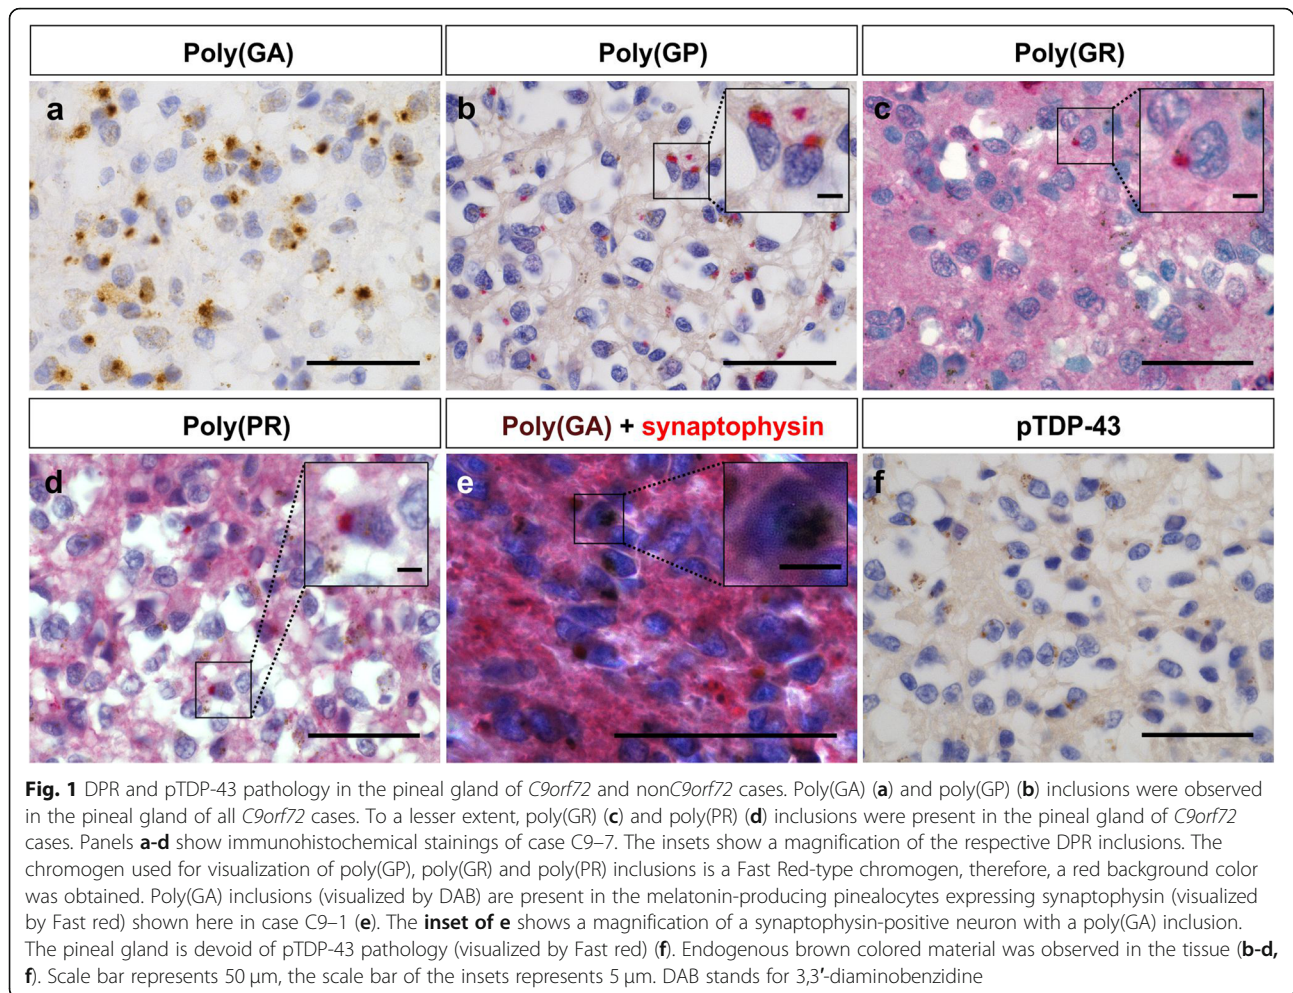 Poly(GA) Poly(GP) Poly(GR)
a b c
Poly(PR) Poly(GA) + synaptophysin pTDP-43
d e f
Fig. 1 DPR and pTDP-43 pathology in the pineal gland of C9orf72 and nonC9orf72 cases. Poly(GA) (a) and poly(GP) (b) inclusions were observed
in the pineal gland of all C9orf72 cases. To a lesser extent, poly(GR) (c) and poly(PR) (d) inclusions were present in the pineal gland of C9orf72
cases. Panels a-d show immunohistochemical stainings of case C9–7. The insets show a magnification of the respective DPR inclusions. The
chromogen used for visualization of poly(GP), poly(GR) and poly(PR) inclusions is a Fast Red-type chromogen, therefore, a red background color
was obtained. Poly(GA) inclusions (visualized by DAB) are present in the melatonin-producing pinealocytes expressing synaptophysin (visualized
by Fast red) shown here in case C9–1 (e). The inset of e shows a magnification of a synaptophysin-positive neuron with a poly(GA) inclusion.
The pineal gland is devoid of pTDP-43 pathology (visualized by Fast red) (f). Endogenous brown colored material was observed in the tissue (b-d,
f). Scale bar represents 50 μm, the scale bar of the insets represents 5 μm. DAB stands for 3,3′-diaminobenzidine